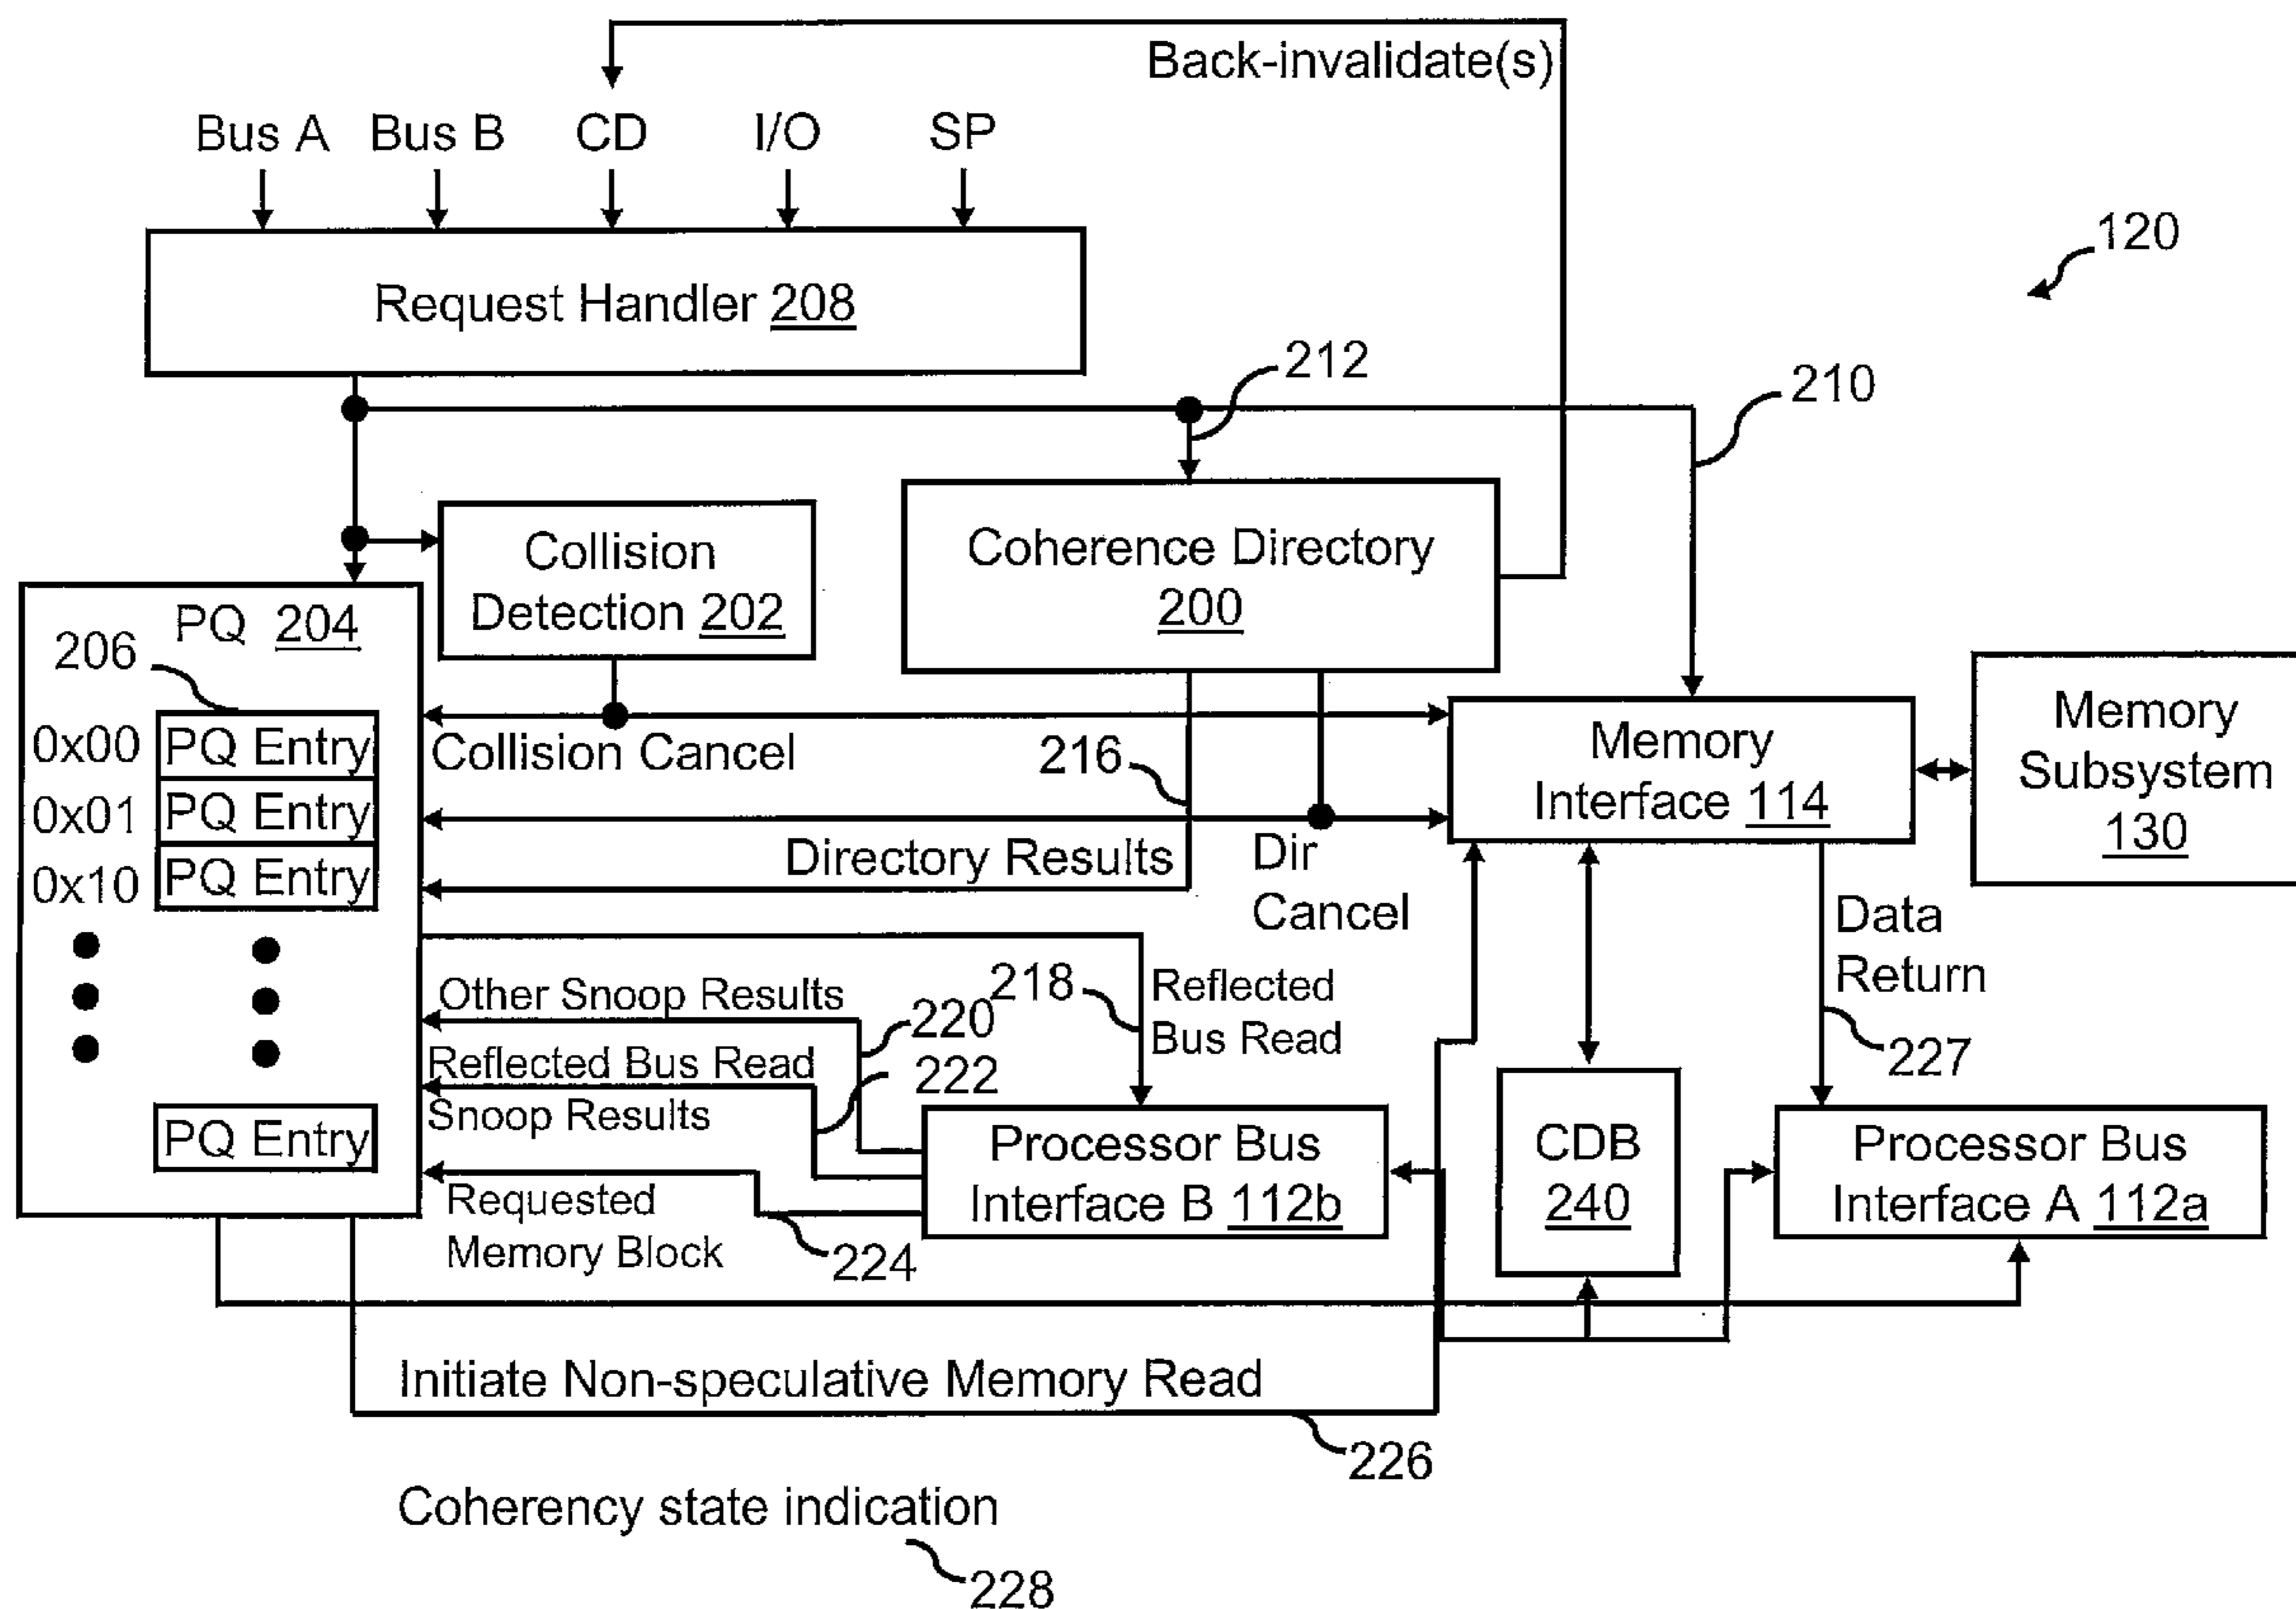 Back-invalidate(s)
Bus A Bus B CD I/O SP
120
Request Handler 208
212
210
Collision
Detection 202
Coherence Directory
200
PQ 204
206
0x00 PQ Entry
0x01 PQ Entry
0x10 PQ Entry
PQ Entry
Collision Cancel
216
Directory Results
Dir
Cancel
Memory
Interface 114
Memory
Subsystem
130
Data
Return
227
Other Snoop Results
220
218
Reflected
Bus Read
Reflected Bus Read
Snoop Results
222
Requested
Memory Block
224
Processor Bus
Interface B 112b
CDB
240
Processor Bus
Interface A 112a
Initiate Non-speculative Memory Read
226
Coherency state indication
228